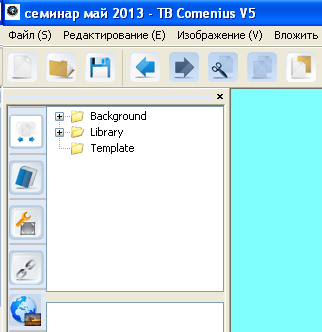 семинар май 2013 - TB Comenius V5
Файл (S) Редактирование (E) Изображение (V) Вложить
Background
Library
Template